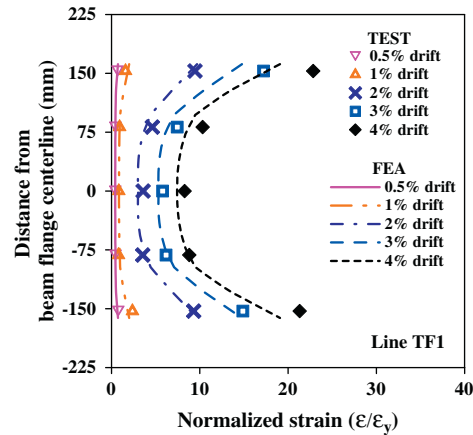 225
150
75
0
-75
-150
-225
Distance from
beam flange centerline (mm)
TEST
0.5% drift
1% drift
2% drift
3% drift
4% drift
FEA
0.5% drift
1% drift
2% drift
3% drift
4% drift
Line TF1
0 10 20 30 40
Normalized strain (ε/ε_y)